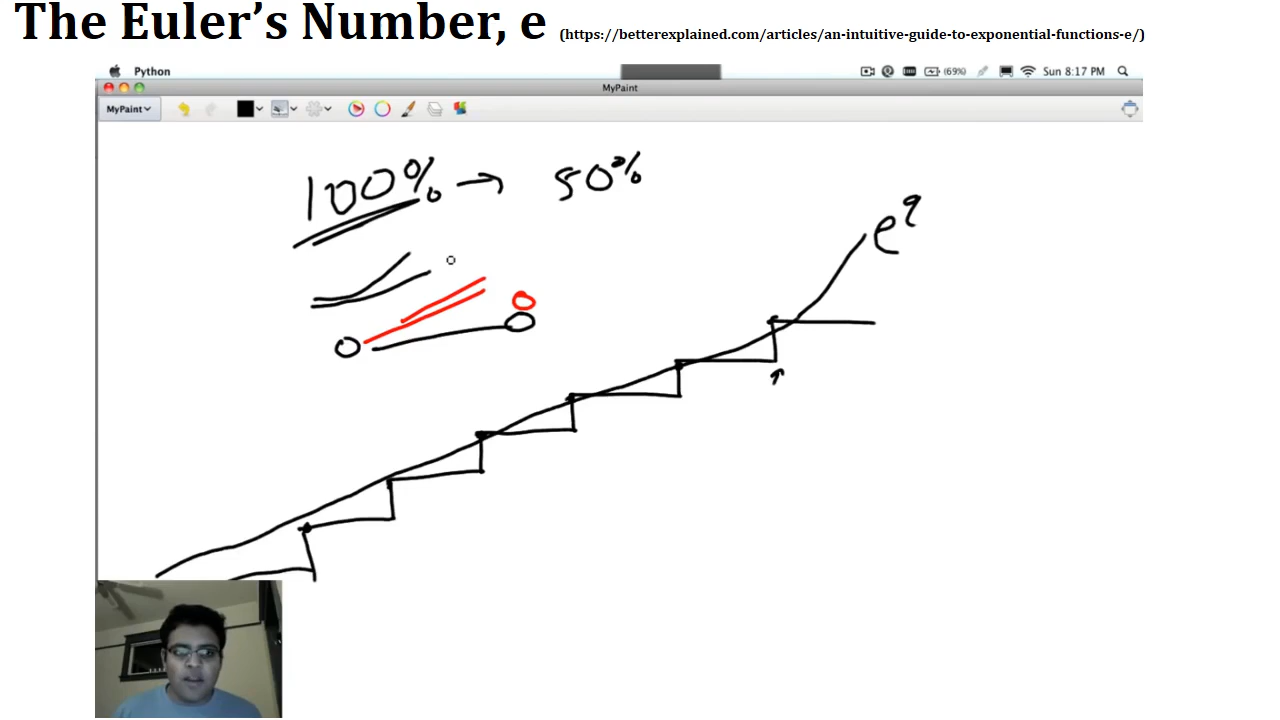 The Euler’s Number, e (https://betterexplained.com/articles/an-intuitive-guide-to-exponential-functions-e/)
Python (69%) Sun 8:17 PM
MyPaint
MyPaint
100% → 50%
e